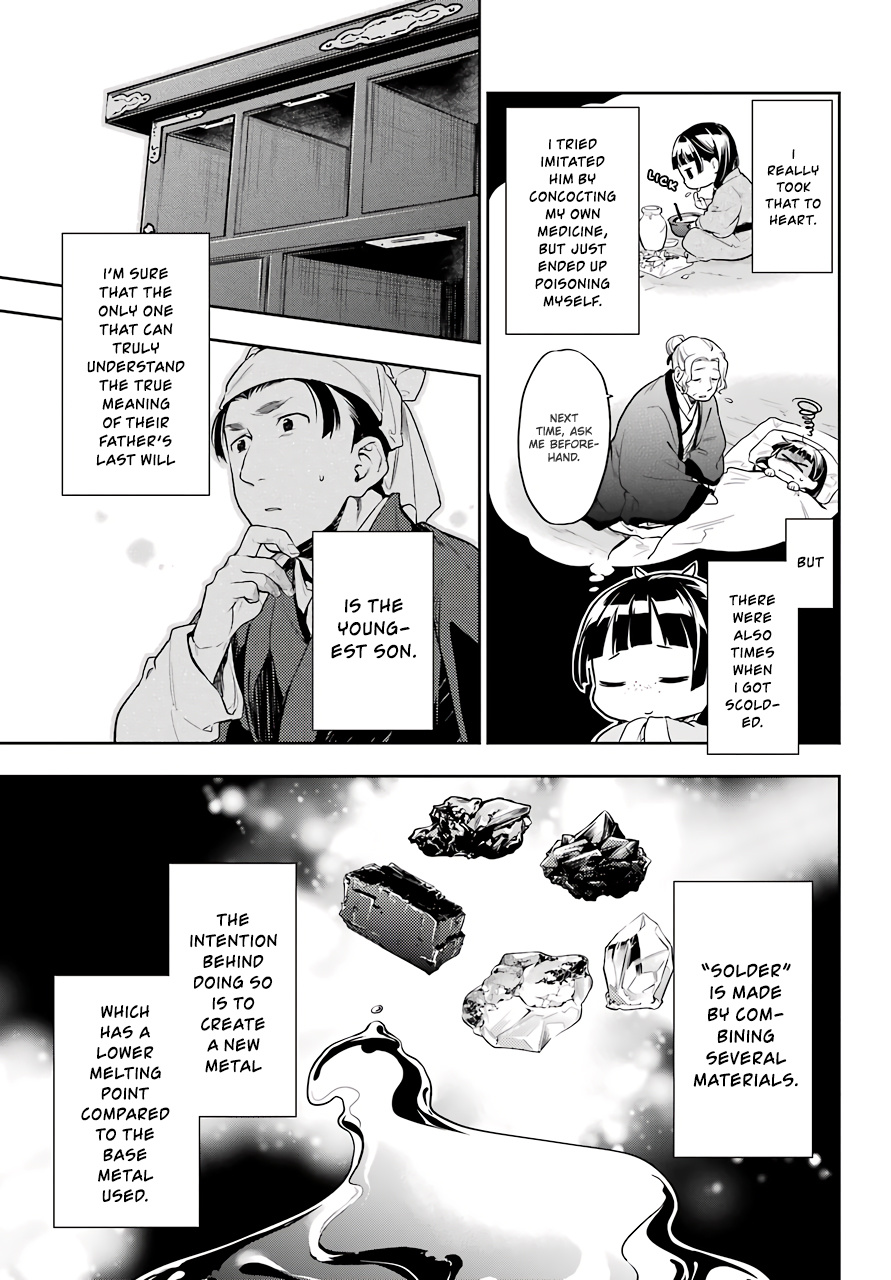 I
REALLY
TOOK
THAT TO
HEART.
I TRIED
IMITATED
HIM BY
CONCOCTING
MY OWN
MEDICINE,
BUT JUST
ENDED UP
POISONING
MYSELF.
LICK
NEXT
TIME, ASK
ME BEFORE-
HAND.
BUT
THERE
WERE
ALSO
TIMES
WHEN
I GOT
SCOLD-
ED.
I'M SURE
THAT THE
ONLY ONE
THAT CAN
TRULY
UNDERSTAND
THE TRUE
MEANING
OF THEIR
FATHER'S
LAST WILL
IS THE
YOUNG-
EST SON.
"SOLDER"
IS MADE
BY COM-
BINING
SEVERAL
MATERIALS.
THE
INTENTION
BEHIND
DOING SO
IS TO
CREATE
A NEW
METAL
WHICH
HAS A
LOWER
MELTING
POINT
COMPARED
TO THE
BASE
METAL
USED.